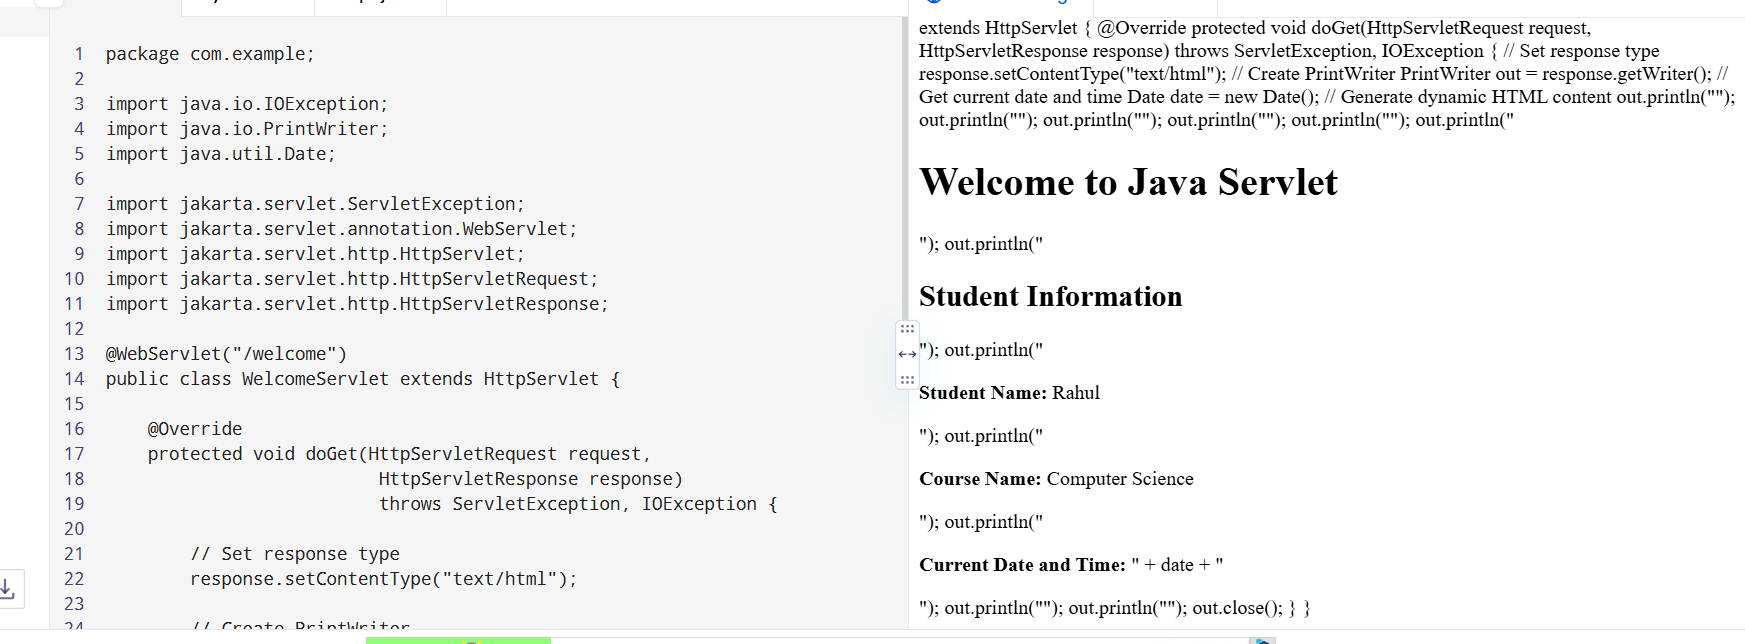 1 package com.example;
2
3 import java.io.IOException;
4 import java.io.PrintWriter;
5 import java.util.Date;
6
7 import jakarta.servlet.ServletException;
8 import jakarta.servlet.annotation.WebServlet;
9 import jakarta.servlet.http.HttpServlet;
10 import jakarta.servlet.http.HttpServletRequest;
11 import jakarta.servlet.http.HttpServletResponse;
12
13 @WebServlet("/welcome")
14 public class WelcomeServlet extends HttpServlet {
15
16 @Override
17 protected void doGet(HttpServletRequest request,
18 HttpServletResponse response)
19 throws ServletException, IOException {
20
21 // Set response type
22 response.setContentType("text/html");
23
24 // Create PrintWriter
extends HttpServlet { @Override protected void doGet(HttpServletRequest request,
HttpServletResponse response) throws ServletException, IOException { // Set response type
response.setContentType("text/html"); // Create PrintWriter PrintWriter out = response.getWriter(); //
Get current date and time Date date = new Date(); // Generate dynamic HTML content out.println("");
out.println(""); out.println(""); out.println(""); out.println(""); out.println("
Welcome to Java Servlet
"); out.println("
Student Information
"); out.println("
Student Name: Rahul
"); out.println("
Course Name: Computer Science
"); out.println("
Current Date and Time: " + date + "
"); out.println(""); out.println(""); out.close(); } }